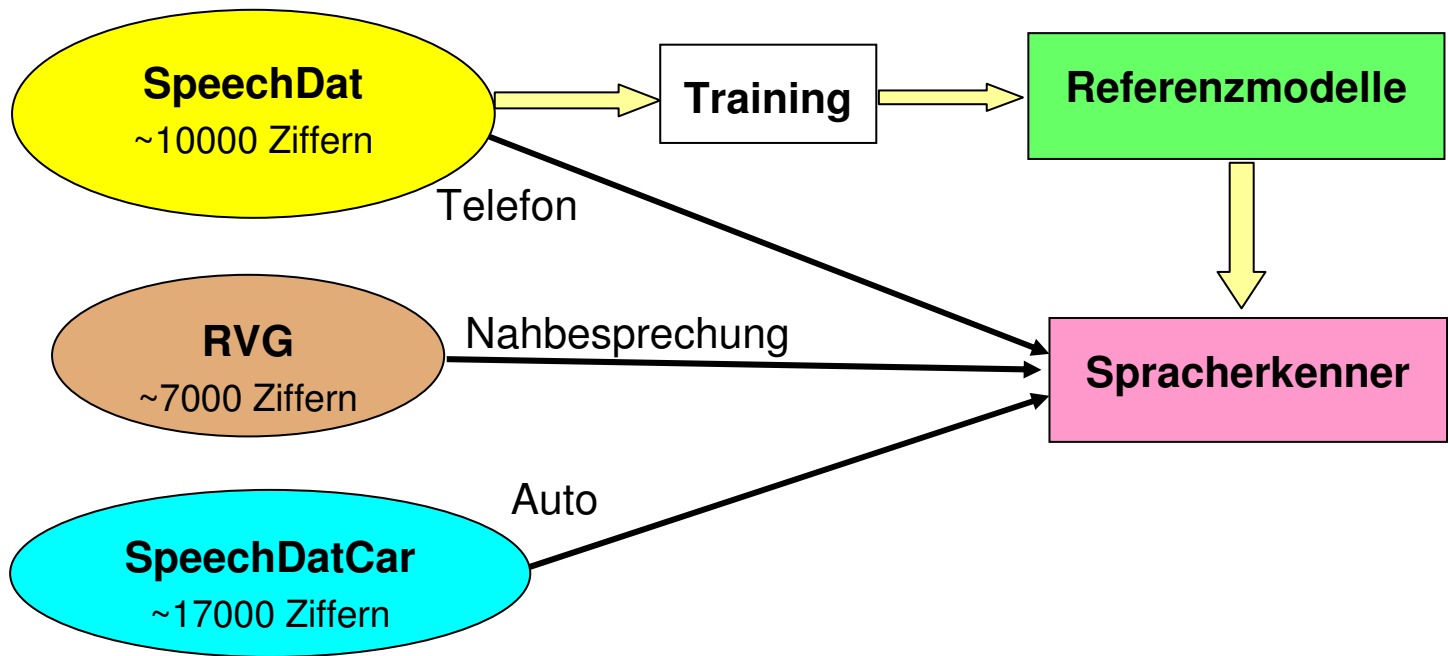 SpeechDat
~10000 Ziffern
Training
Referenzmodelle
Telefon
RVG
~7000 Ziffern
Nahbesprechung
Spracherkenner
Auto
SpeechDatCar
~17000 Ziffern